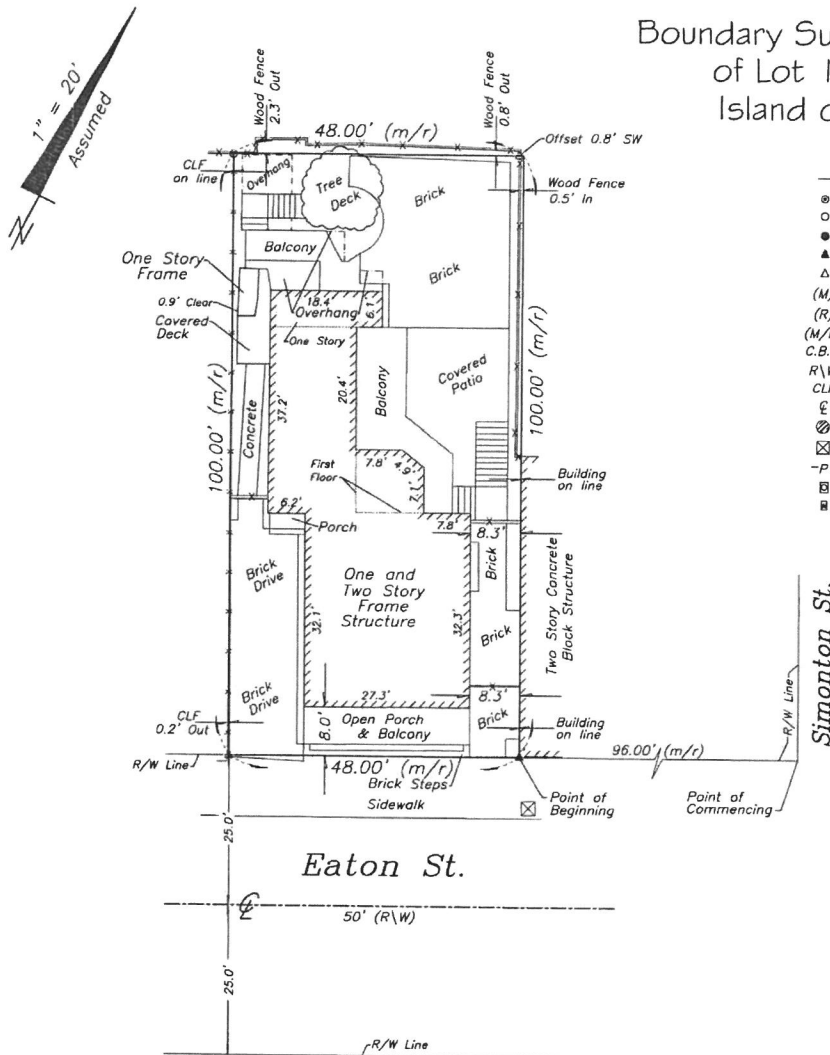 Boundary Su
of Lot
Island
1" = 20'
Assumed
N
Wood Fence
2.3' Out
48.00' (m/r)
Wood Fence
0.8' Out
Offset 0.8' SW
CLF
on line
Overhang
Tree
Deck
Brick
Wood Fence
0.5' In
Balcony
Brick
One Story
Frame
0.9' Clear
Covered
Deck
18.4'
Overhang
6.1'
One Story
100.00' (m/r)
Concrete
37.2'
20.4'
Balcony
Covered
Patio
100.00' (m/r)
7.8'
4.9'
7.1'
First
Floor
Building
on line
6.2'
Porch
7.8'
8.3'
Brick
Drive
One and
Two Story
Frame
Structure
Brick
Two Story Concrete
Block Structure
32.1'
32.3'
Brick
Brick
Drive
27.3'
8.3'
CLF
0.2' Out
8.0'
Open Porch
& Balcony
Brick
Building
on line
R/W Line
48.00' (m/r)
Brick Steps
96.00' (m/r)
R/W Line
Simonton St.
Sidewalk
Point of
Beginning
Point of
Commencing
25.0'
Eaton St.
℄
50' (R\W)
25.0'
R/W Line
(M/
(R)
(M/
C.B.
R\W
CL
℄
-P